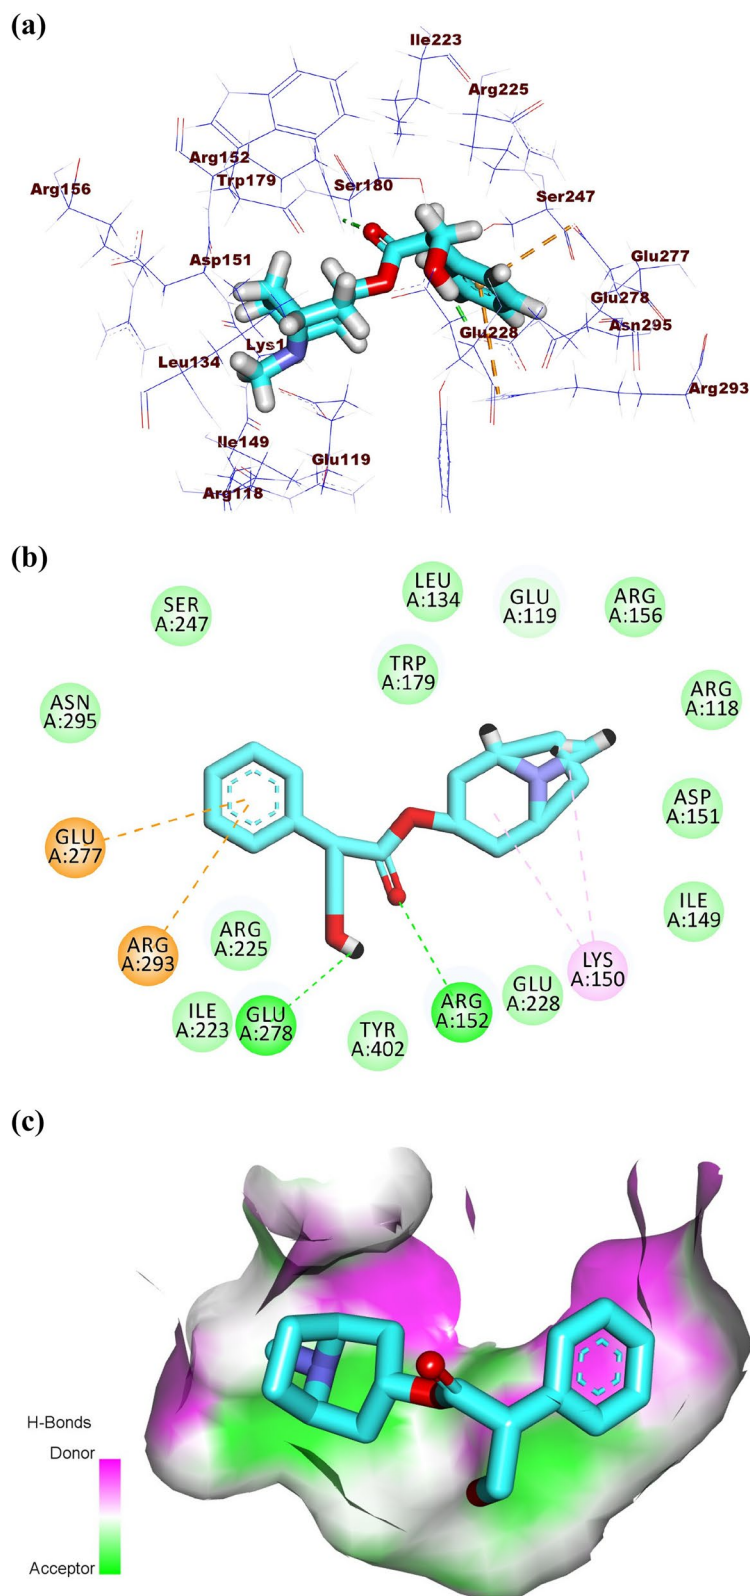 (a)
Ile223
Arg225
Arg152
Trp179
Ser180
Arg156
Ser247
Asp151
Glu277
Glu278
Asn295
Glu228
Lys1
Leu134
Arg293
Ile149
Glu119
Arg118
(b)
LEU
A:134
GLU
A:119
ARG
A:156
SER
A:247
TRP
A:179
ASN
A:295
ARG
A:118
ASP
A:151
GLU
A:277
ILE
A:149
ARG
A:225
ARG
A:293
LYS
A:150
GLU
A:228
ARG
A:152
ILE
A:223
GLU
A:278
TYR
A:402
(c)
H-Bonds
Donor
Acceptor